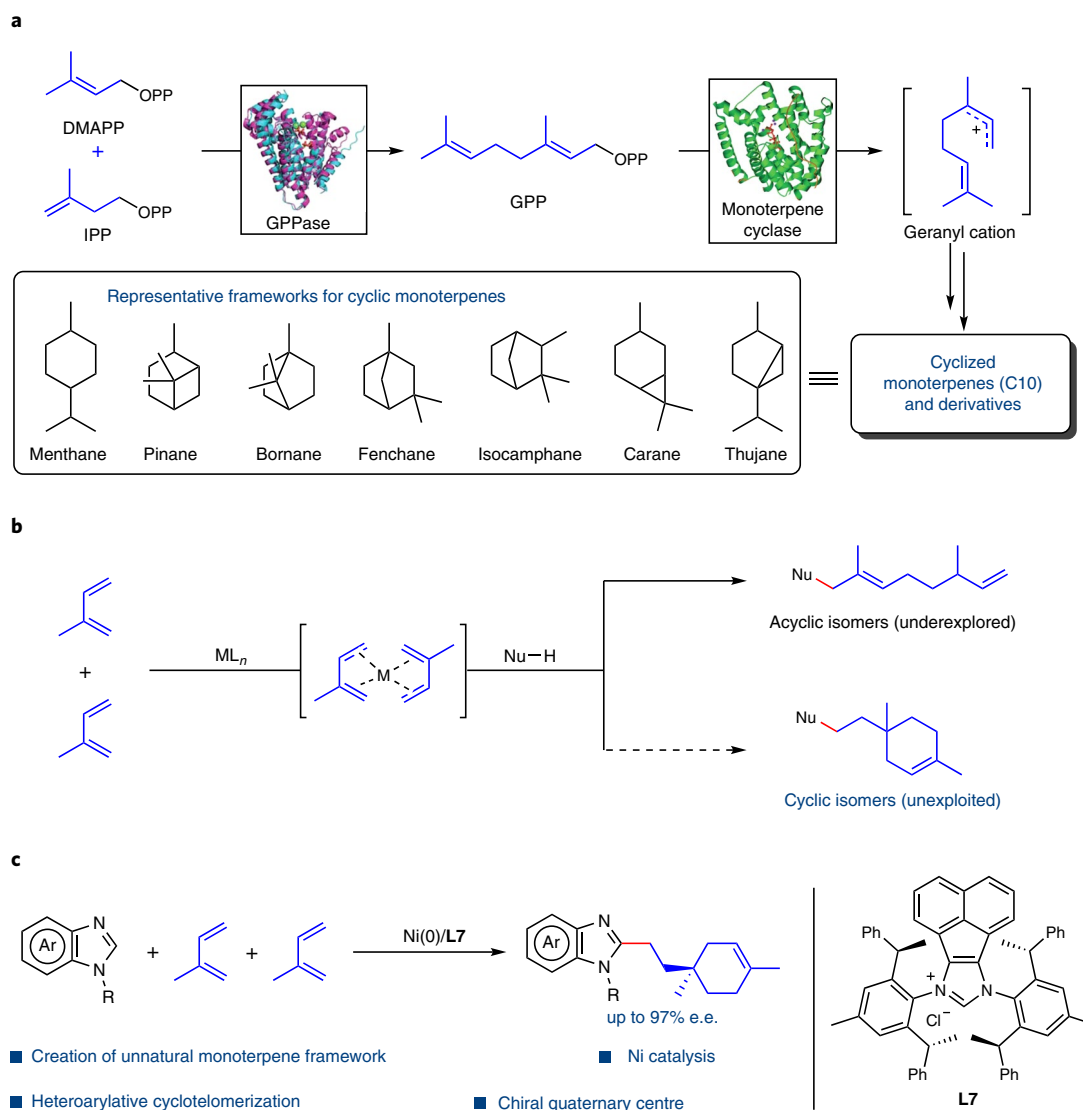 a
DMAPP
OPP
+
IPP
OPP
GPPase
GPP
OPP
Monoterpene
cyclase
+
Geranyl cation
Representative frameworks for cyclic monoterpenes
Menthane
Pinane
Bornane
Fenchane
Isocamphane
Carane
Thujane
Cyclized
monoterpenes (C10)
and derivatives
b
+
MLn
M
Nu–H
Nu
Acyclic isomers (underexplored)
Nu
Cyclic isomers (unexploited)
c
Ar
N
N
R
+
+
Ni(0)/L7
Ar
N
N
R
up to 97% e.e.
Creation of unnatural monoterpene framework
Ni catalysis
Heteroarylative cyclotelomerization
Chiral quaternary centre
Ph
Ph
+
N
N
Cl−
Ph
Ph
L7